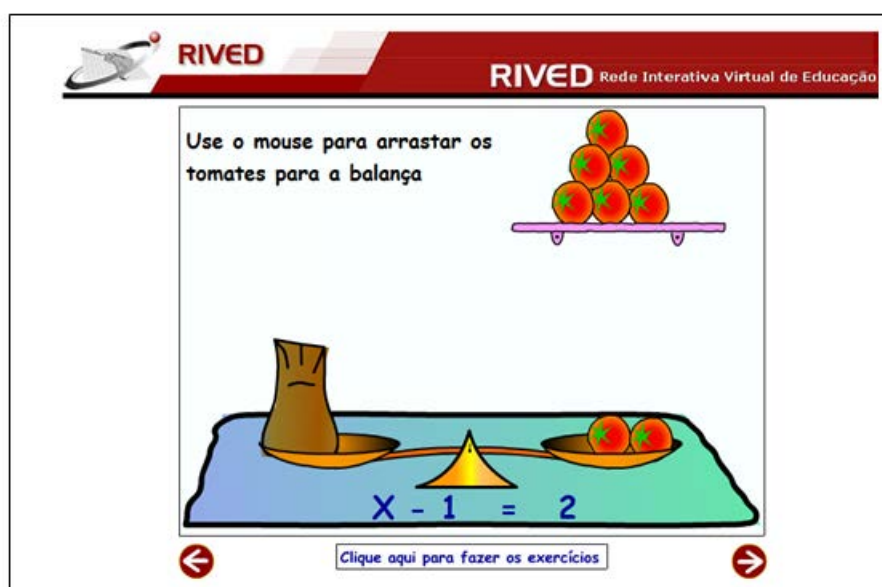 RIVED
RIVED Rede Interativa Virtual de Educação
Use o mouse para arrastar os
tomates para a balança
X - 1 = 2
Clique aqui para fazer os exercícios